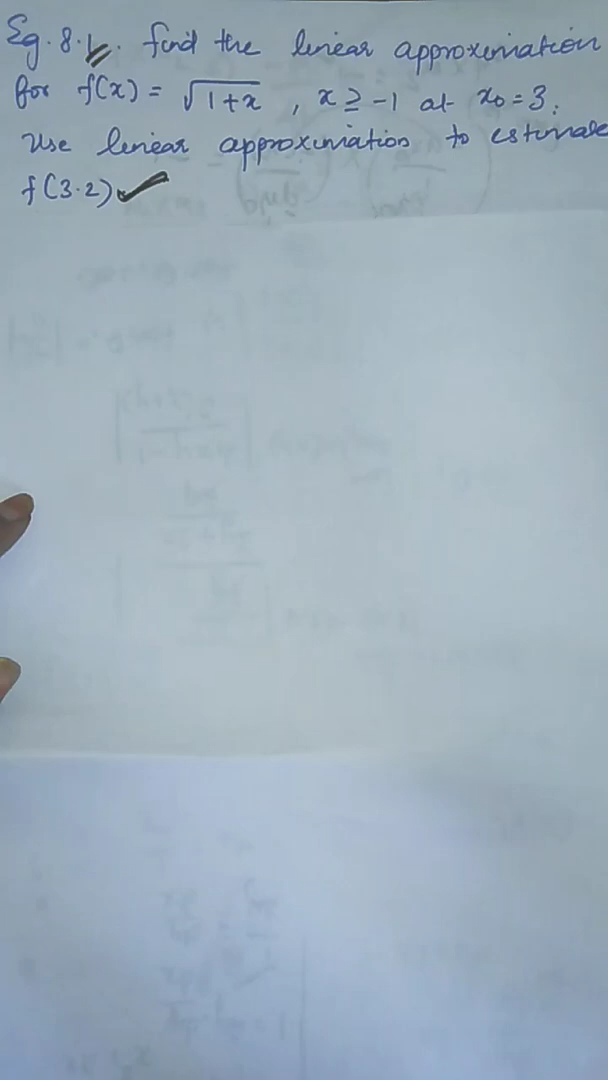 Eg. 8.1. find the linear approximation
for f(x) = √1+x , x ≥ -1 at x₀ = 3.
Use linear approximation to estimate
f(3.2)